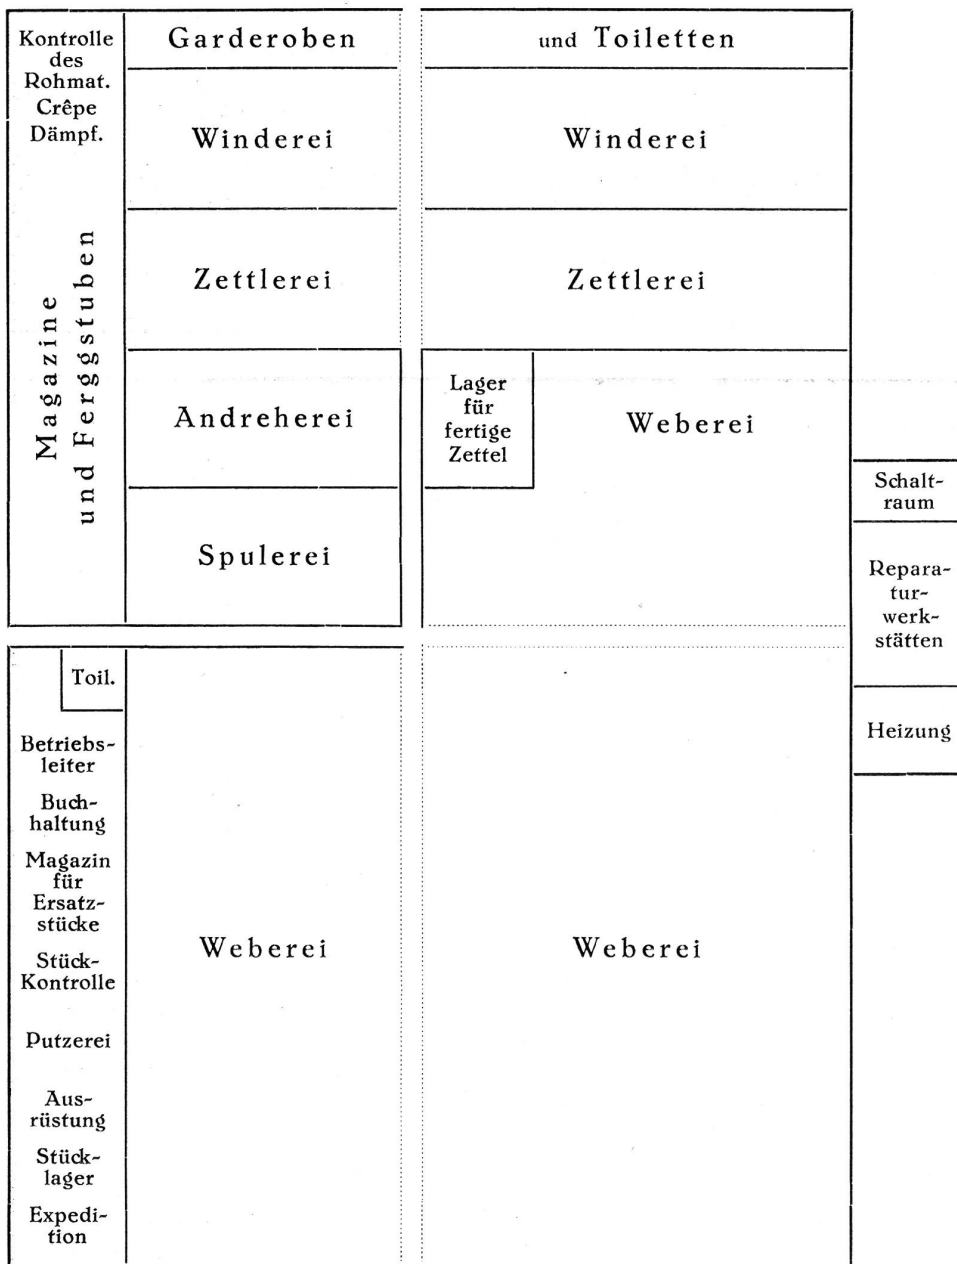 Kontrolle
des
Rohmat.
Crêpe
Dämpf.
Magazine
und Ferggstuben
Garderoben
und Toiletten
Winderei
Winderei
Zettlerei
Zettlerei
Andreherei
Lager
für
fertige
Zettel
Weberei
Spulerei
Schalt-
raum
Repara-
tur-
werk-
stätten
Heizung
Toil.
Betriebs-
leiter
Buch-
haltung
Magazin
für
Ersatz-
stücke
Stück-
Kontrolle
Putzerei
Aus-
rüstung
Stück-
lager
Expedi-
tion
Weberei
Weberei